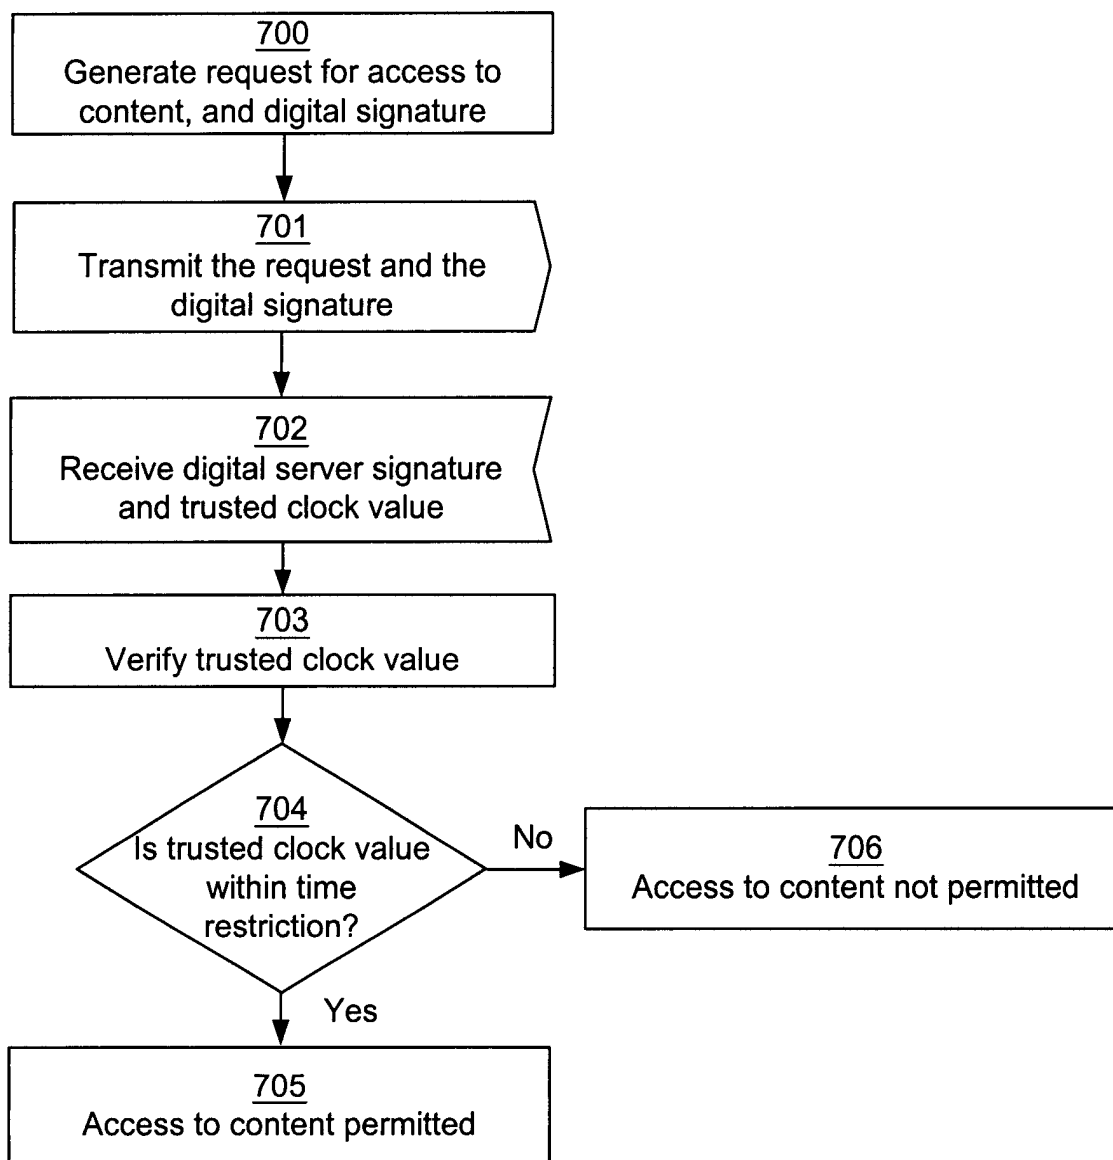 700
Generate request for access to
content, and digital signature
701
Transmit the request and the
digital signature
702
Receive digital server signature
and trusted clock value
703
Verify trusted clock value
704
Is trusted clock value
within time
restriction?
No
706
Access to content not permitted
Yes
705
Access to content permitted